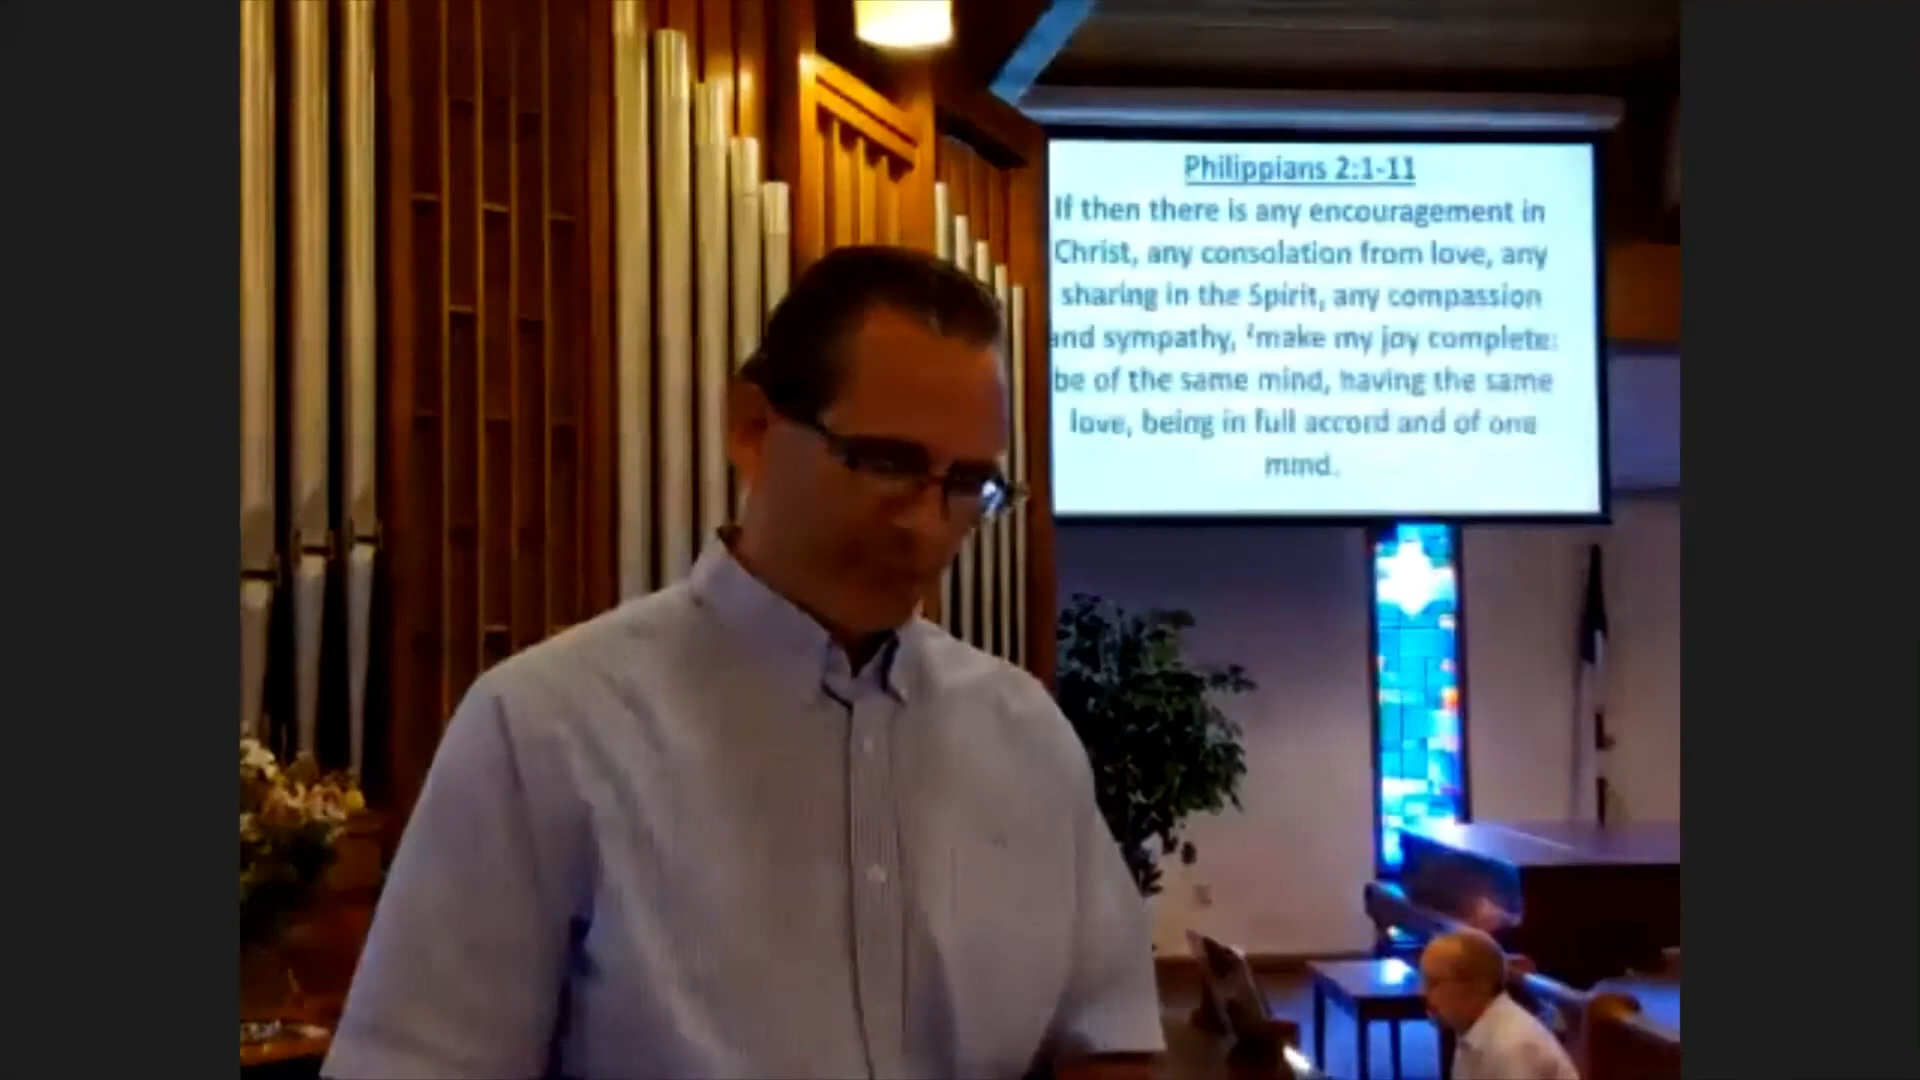 Philippians 2:1-11
If then there is any encouragement in
Christ, any consolation from love, any
sharing in the Spirit, any compassion
and sympathy, ²make my joy complete:
be of the same mind, having the same
love, being in full accord and of one
mind.